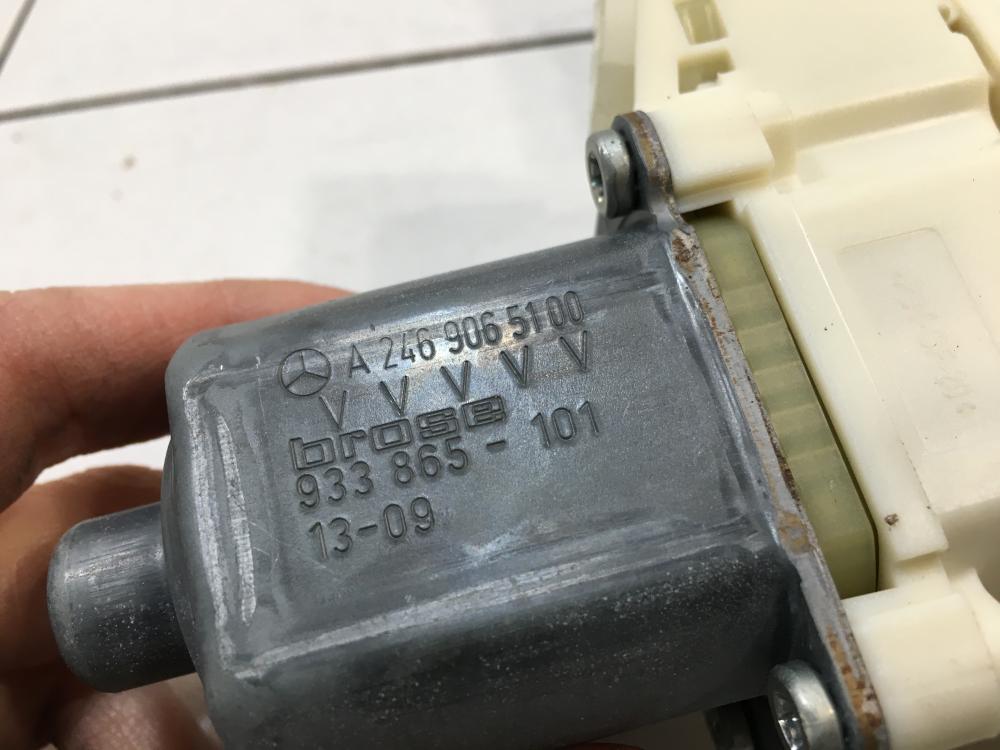 A 246 906 51 00
V V V V V
brose
933 865 - 101
13-09